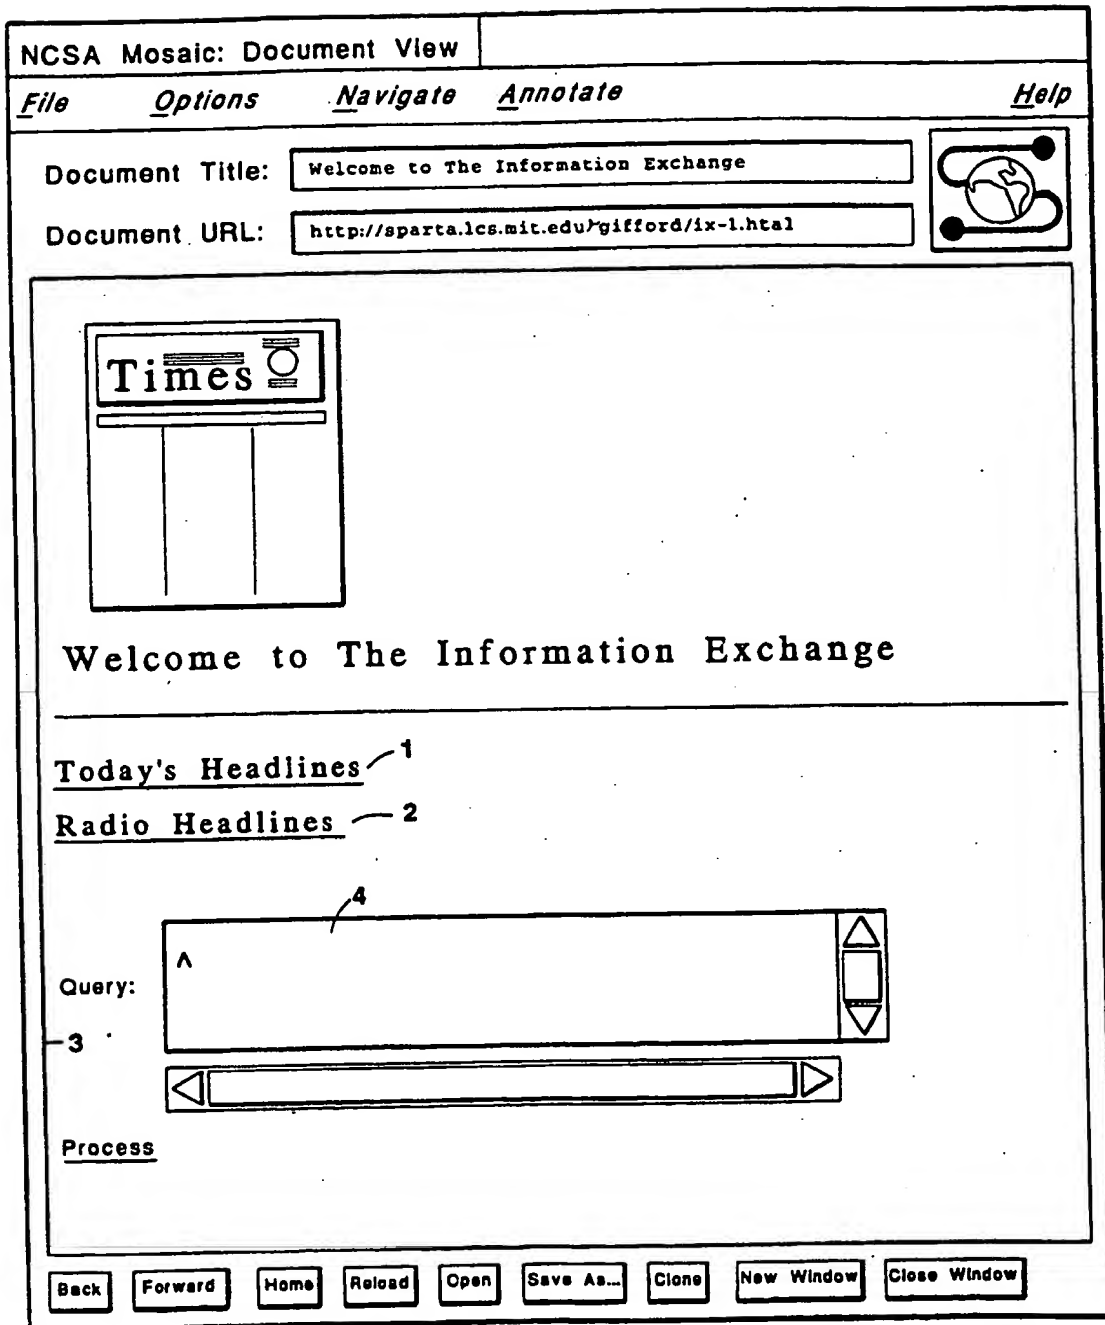 NCSA Mosaic: Document View
File Options Navigate Annotate Help
Document Title: Welcome to The Information Exchange
Document URL: http://sparta.lcs.mit.edu/~gifford/ix-1.htal
Times
Welcome to The Information Exchange
Today's Headlines 1
Radio Headlines 2
4
^
Query:
3
Process
Back Forward Home Reload Open Save As... Clone New Window Close Window